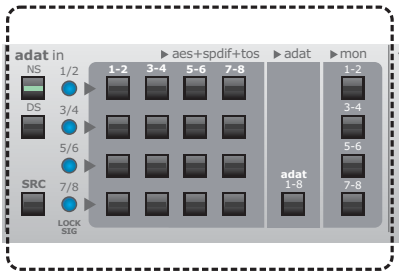 adat in ▶ aes+spdif+tos ▶ adat ▶ mon
NS 1/2 1-2 3-4 5-6 7-8 1-2
DS 3/4 3-4
5/6 5-6
SRC 7/8 adat 1-8 7-8
LOCK
SIG